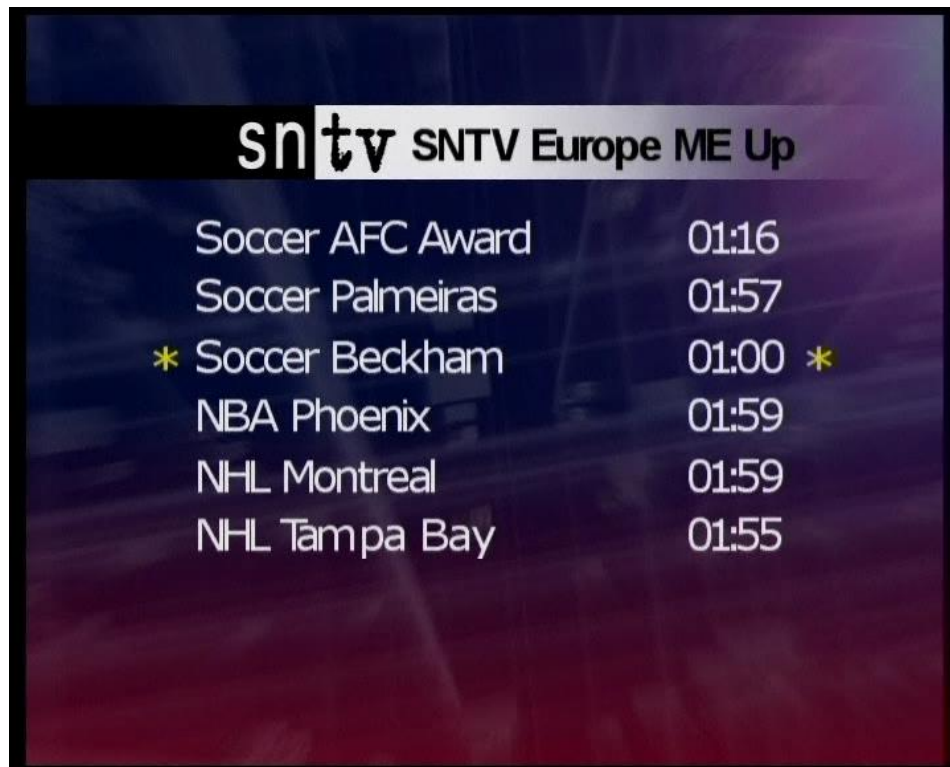 sntv SNTV Europe ME Up
Soccer AFC Award 01:16
Soccer Palmeiras 01:57
* Soccer Beckham 01:00 *
NBA Phoenix 01:59
NHL Montreal 01:59
NHL Tampa Bay 01:55